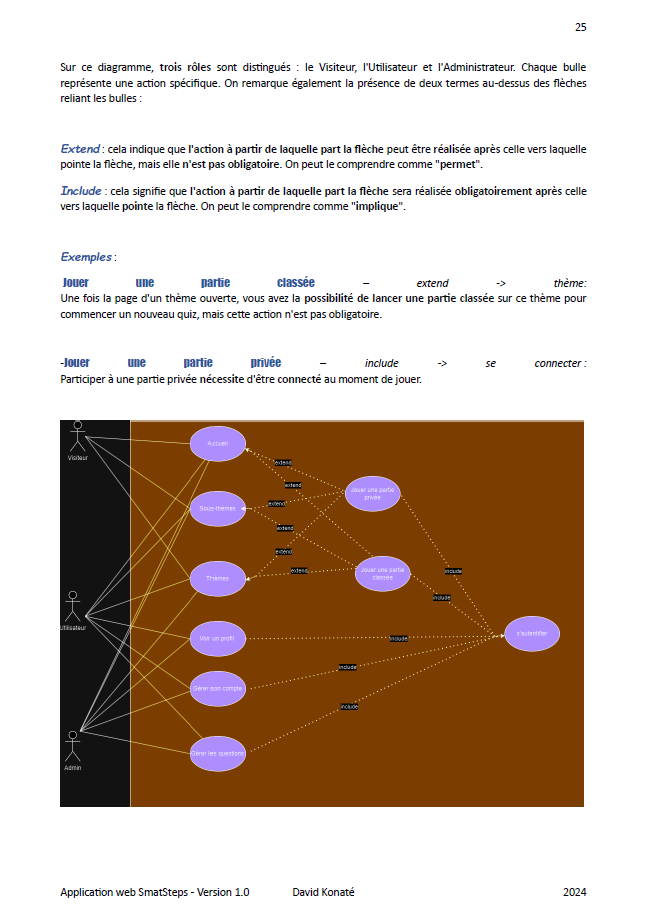 25
Sur ce diagramme, trois rôles sont distingués : le Visiteur, l'Utilisateur et l'Administrateur. Chaque bulle
représente une action spécifique. On remarque également la présence de deux termes au-dessus des flèches
reliant les bulles :
Extend : cela indique que l'action à partir de laquelle part la flèche peut être réalisée après celle vers laquelle
pointe la flèche, mais elle n'est pas obligatoire. On peut le comprendre comme "permet".
Include : cela signifie que l'action à partir de laquelle part la flèche sera réalisée obligatoirement après celle
vers laquelle pointe la flèche. On peut le comprendre comme "implique".
Exemples :
Jouer une partie classée – extend -> thème:
Une fois la page d'un thème ouverte, vous avez la possibilité de lancer une partie classée sur ce thème pour
commencer un nouveau quiz, mais cette action n'est pas obligatoire.
-Jouer une partie privée – include -> se connecter :
Participer à une partie privée nécessite d'être connecté au moment de jouer.
Visiteur
Accueil
extend
extend
Jouer une partie
privée
extend
Sous-thèmes
extend
extend
extend
Jouer une partie
classée
include
Thèmes
include
Utilisateur
Voir un profil
include
s'autentifier
include
Gérer son compte
include
Gérer les questions
Admin
Application web SmatSteps - Version 1.0 David Konaté 2024